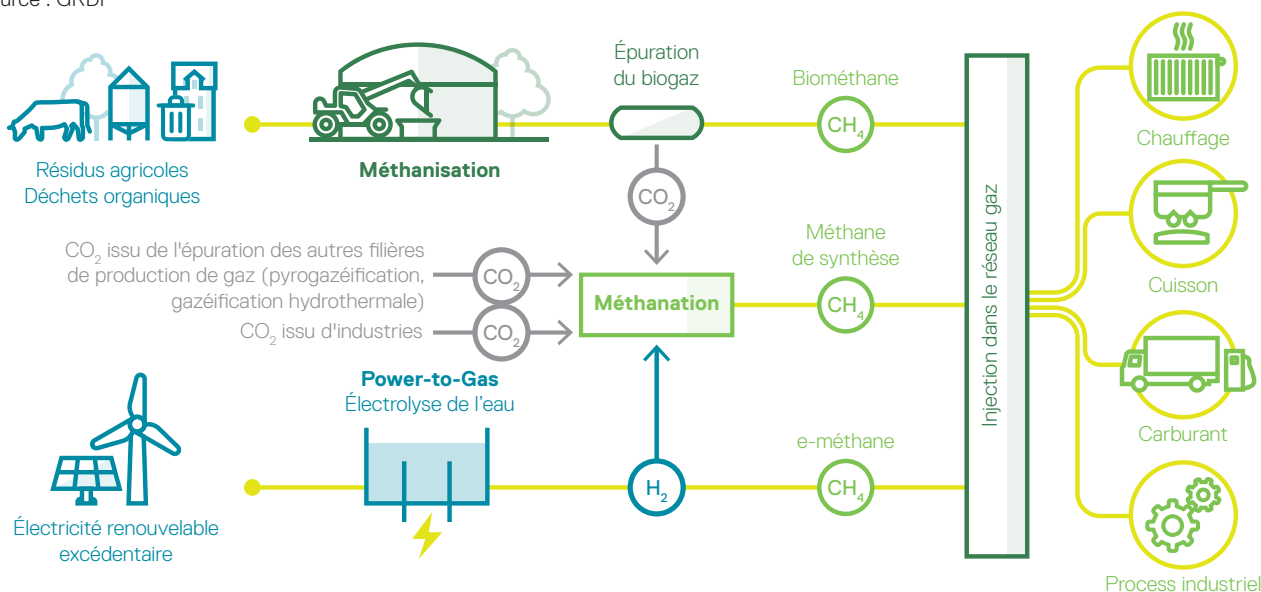 Épuration
du biogaz
Biométhane
CH4
Chauffage
Résidus agricoles
Déchets organiques
Méthanisation
CO2
CO2 issu de l'épuration des autres filières
de production de gaz (pyrogazéification,
gazéification hydrothermale)
CO2
CO2 issu d'industries
CO2
Méthanation
Méthane
de synthèse
CH4
Injection dans le réseau gaz
Cuisson
Power-to-Gas
Électrolyse de l'eau
H2
e-méthane
CH4
Carburant
Électricité renouvelable
excédentaire
Process industriel